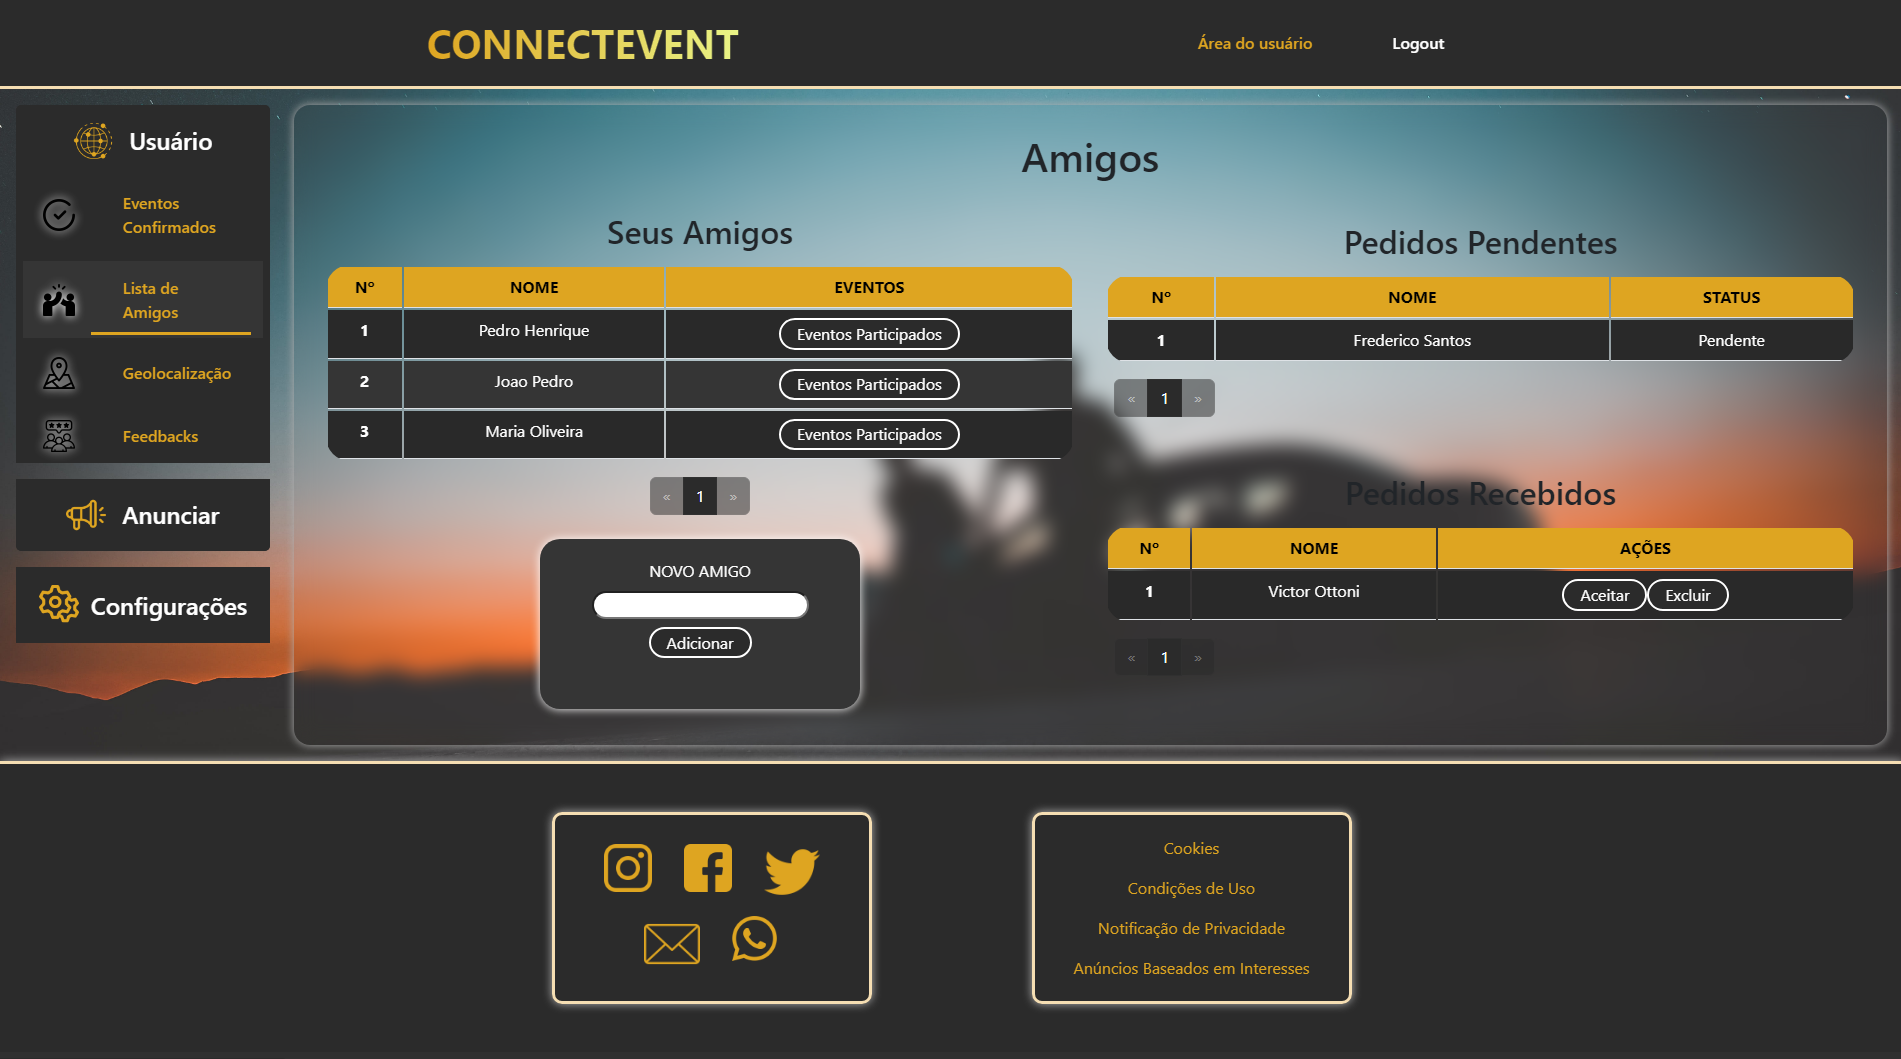 CONNECTEVENT
Área do usuário
Logout
Usuário
Eventos
Confirmados
Lista de
Amigos
Geolocalização
Feedbacks
Anunciar
Configurações
Amigos
Seus Amigos
Nº NOME EVENTOS
1 Pedro Henrique Eventos Participados
2 Joao Pedro Eventos Participados
3 Maria Oliveira Eventos Participados
« 1 »
NOVO AMIGO
Adicionar
Pedidos Pendentes
Nº NOME STATUS
1 Frederico Santos Pendente
« 1 »
Pedidos Recebidos
Nº NOME AÇÕES
1 Victor Ottoni Aceitar Excluir
« 1 »
Cookies
Condições de Uso
Notificação de Privacidade
Anúncios Baseados em Interesses